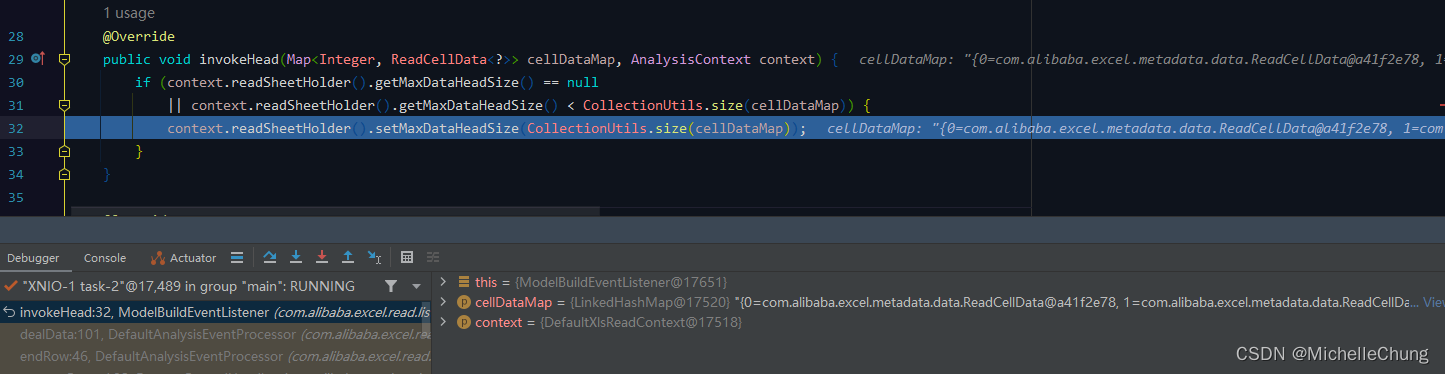 1 usage
28 @Override
29 public void invokeHead(Map<Integer, ReadCellData<?>> cellDataMap, AnalysisContext context) { cellDataMap: "{0=com.alibaba.excel.metadata.data.ReadCellData@a41f2e78, 1=
30 if (context.readSheetHolder().getMaxDataHeadSize() == null
31 || context.readSheetHolder().getMaxDataHeadSize() < CollectionUtils.size(cellDataMap)) {
32 context.readSheetHolder().setMaxDataHeadSize(CollectionUtils.size(cellDataMap)); cellDataMap: "{0=com.alibaba.excel.metadata.data.ReadCellData@a41f2e78, 1=com
33 }
34 }
35
Debugger Console Actuator
"XNIO-1 task-2"@17,489 in group "main": RUNNING
invokeHead:32, ModelBuildEventListener (com.alibaba.excel.read.lis
dealData:101, DefaultAnalysisEventProcessor (com.alibaba.excel.re
endRow:46, DefaultAnalysisEventProcessor (com.alibaba.excel.read.
this = {ModelBuildEventListener@17651}
cellDataMap = {LinkedHashMap@17520} "{0=com.alibaba.excel.metadata.data.ReadCellData@a41f2e78, 1=com.alibaba.excel.metadata.data.ReadCellDa... View
context = {DefaultXlsReadContext@17518}
CSDN @MichelleChung